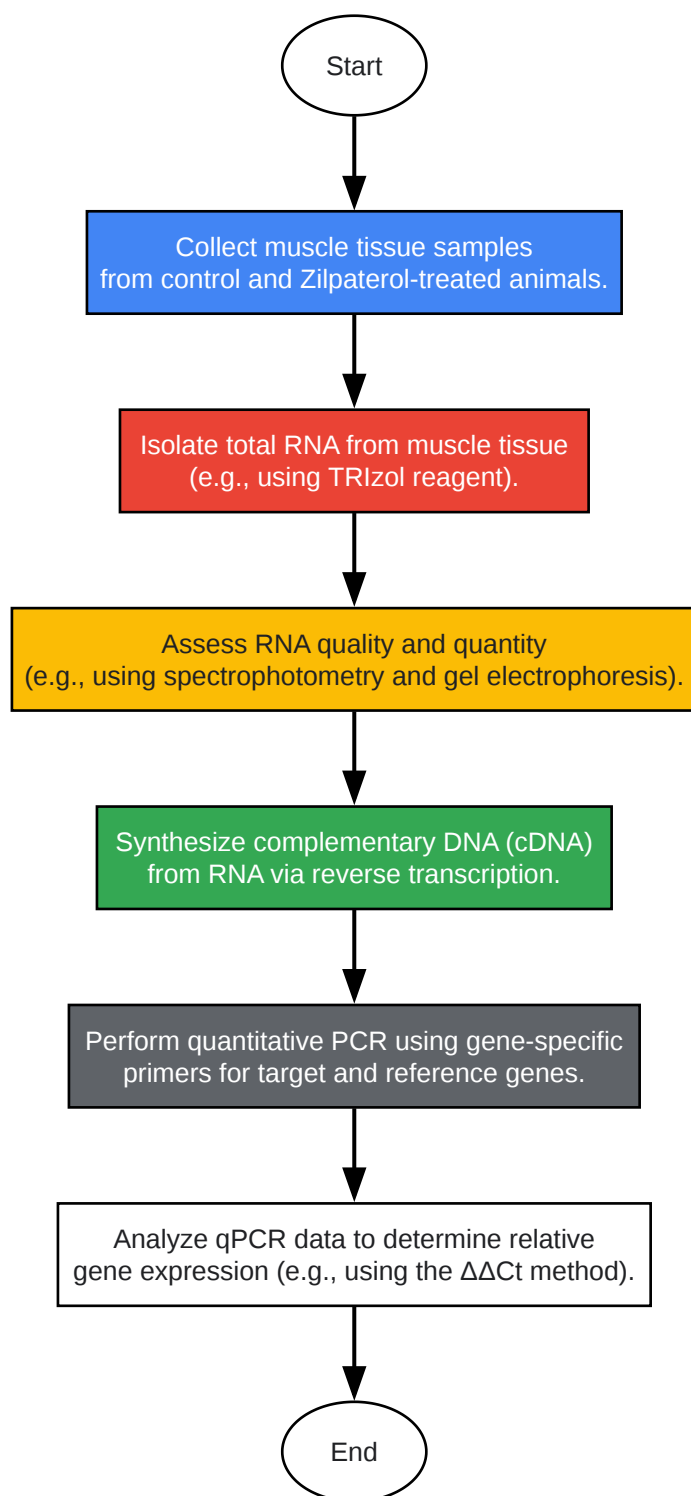 Start
Collect muscle tissue samples
from control and Zilpaterol-treated animals.
Isolate total RNA from muscle tissue
(e.g., using TRIzol reagent).
Assess RNA quality and quantity
(e.g., using spectrophotometry and gel electrophoresis).
Synthesize complementary DNA (cDNA)
from RNA via reverse transcription.
Perform quantitative PCR using gene-specific
primers for target and reference genes.
Analyze qPCR data to determine relative
gene expression (e.g., using the ΔΔCt method).
End